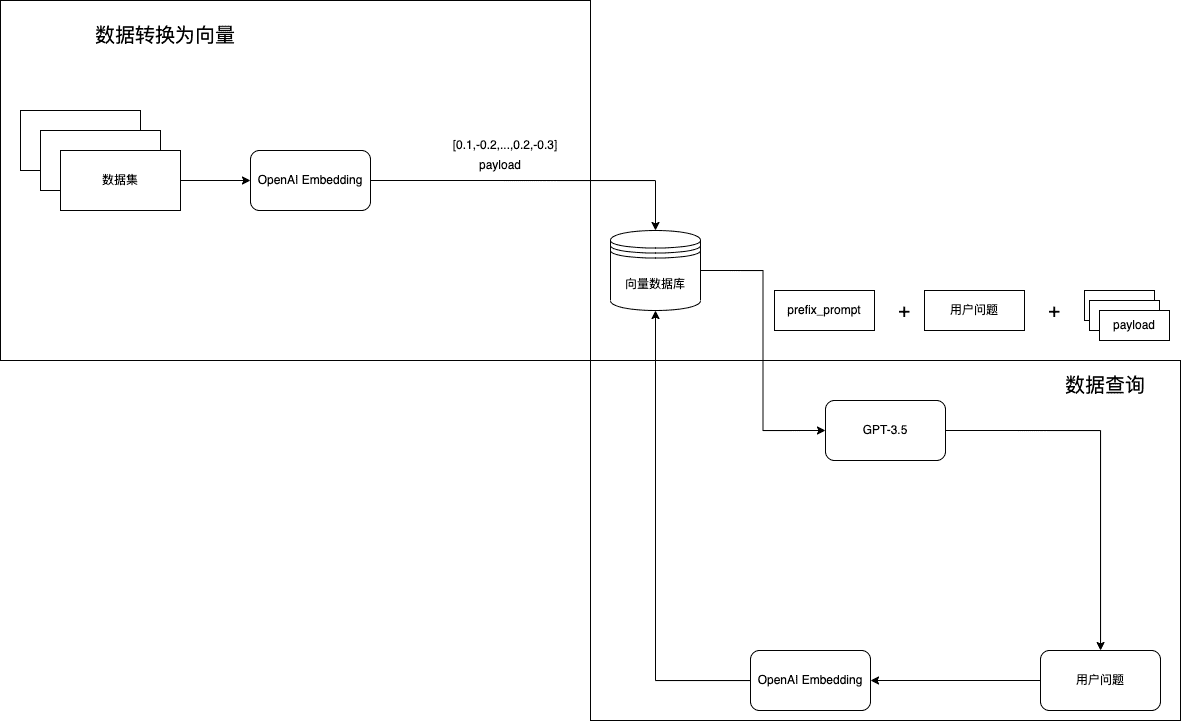 数据转换为向量
[0.1,-0.2,...,0.2,-0.3]
payload
数据集
OpenAI Embedding
向量数据库
prefix_prompt
+
用户问题
+
payload
数据查询
GPT-3.5
OpenAI Embedding
用户问题